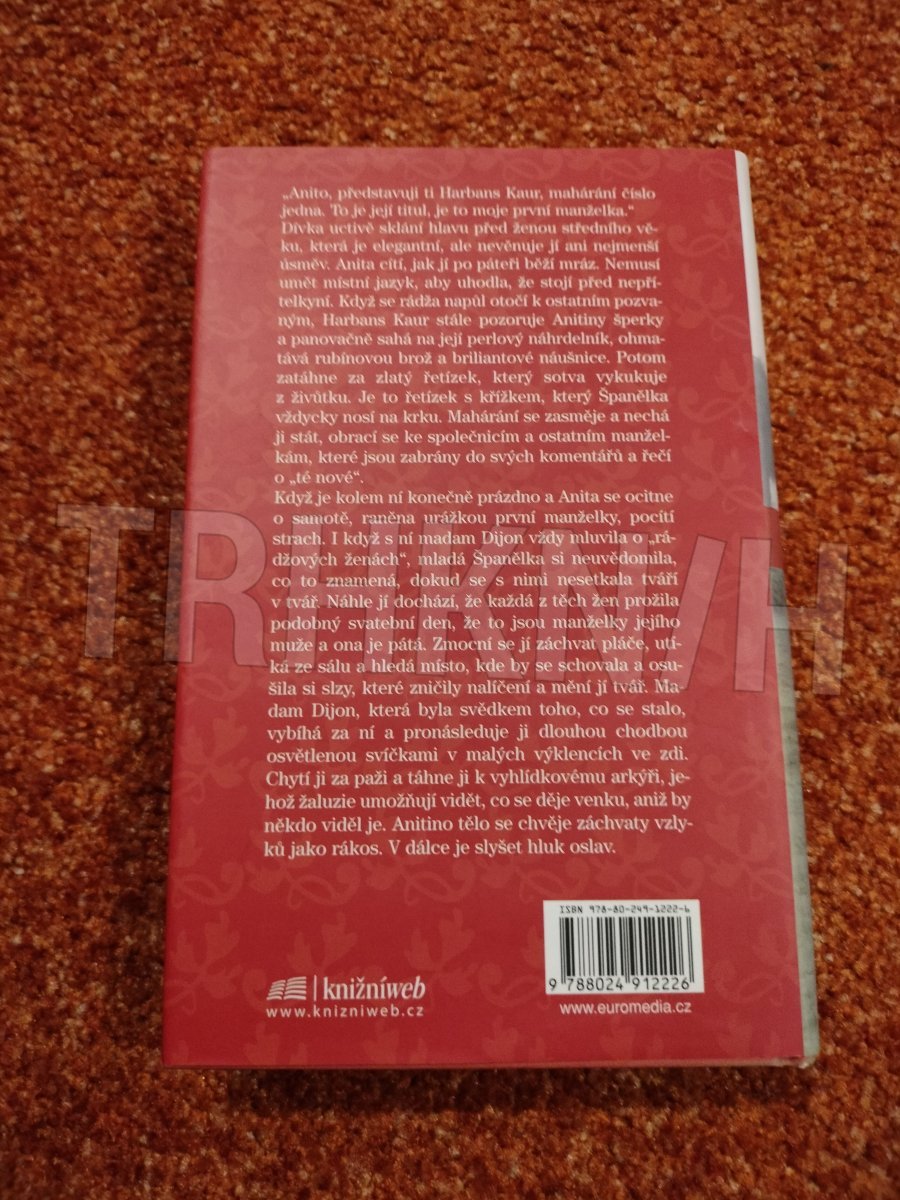 „Anito, představuji ti Harbans Kaur, mahárání číslo
jedna. To je její titul, je to moje první manželka.“
Dívka uctivě sklání hlavu před ženou středního vě-
ku, která je elegantní, ale nevěnuje jí ani nejmenší
úsměv. Anita cítí, jak jí po páteři běží mráz. Nemusí
umět místní jazyk, aby uhodla, že stojí před nepří-
telkyní. Když se rádža napůl otočí k ostatním pozva-
ným, Harbans Kaur stále pozoruje Anitiny šperky
a panovačně sahá na její perlový náhrdelník, ohma-
tává rubínovou brož a briliantové náušnice. Potom
zatáhne za zlatý řetízek, který sotva vykukuje
z živůtku. Je to řetízek s křížkem, který Španělka
vždycky nosí na krku. Mahárání se zasměje a nechá
ji stát, obrací se ke společnicím a ostatním manžel-
kám, které jsou zabrány do svých komentářů a řečí
o „té nové“.
Když je kolem ní konečně prázdno a Anita se ocitne
o samotě, raněna urážkou první manželky, pocítí
strach. I když s ní madam Dijon vždy mluvila o „rá-
džových ženách“, mladá Španělka si neuvědomila,
co to znamená, dokud se s nimi nesetkala tváří
v tvář. Náhle jí dochází, že každá z těch žen prožila
podobný svatební den, že to jsou manželky jejího
muže a ona je pátá. Zmocní se jí záchvat pláče, utí-
ká ze sálu a hledá místo, kde by se schovala a osu-
šila si slzy, které zničily nalíčení a mění jí tvář. Ma-
dam Dijon, která byla svědkem toho, co se stalo,
vybíhá za ní a pronásleduje ji dlouhou chodbou
osvětlenou svíčkami v malých výklencích ve zdi.
Chytí ji za paži a táhne ji k vyhlídkovému arkýři, je-
hož žaluzie umožňují vidět, co se děje venku, aniž by
někdo viděl je. Anitino tělo se chvěje záchvaty vzly-
ků jako rákos. V dálce je slyšet hluk oslav.
TRHKNIH
ISBN 978-80-249-1222-6
9 788024 912226
knižníweb
www.knizniweb.cz
www.euromedia.cz